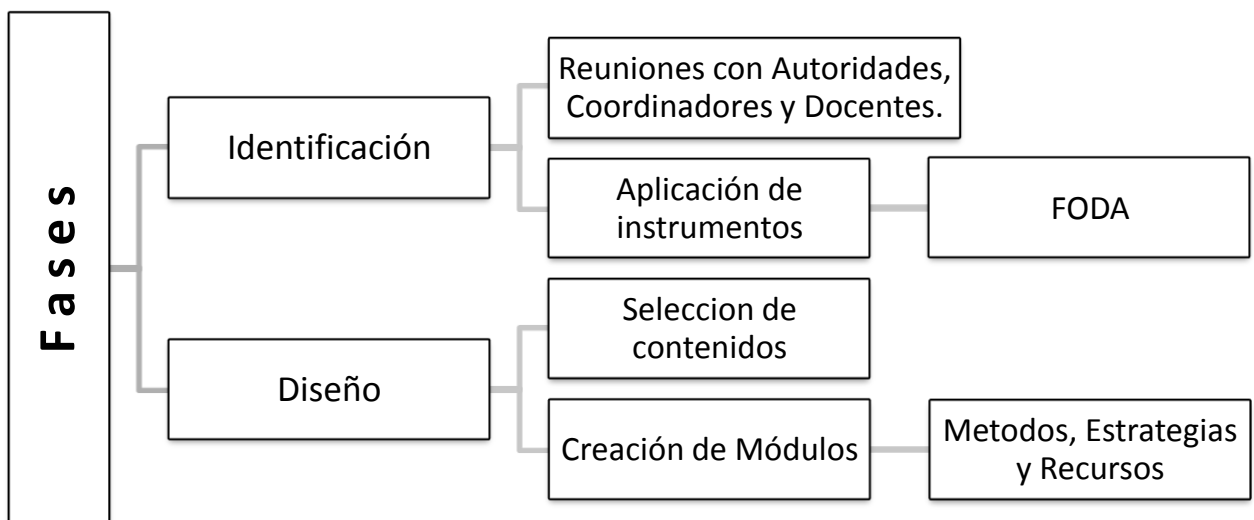 Fases
Identificación
Reuniones con Autoridades,
Coordinadores y Docentes.
Aplicación de
instrumentos
FODA
Diseño
Seleccion de
contenidos
Creación de Módulos
Metodos, Estrategias
y Recursos